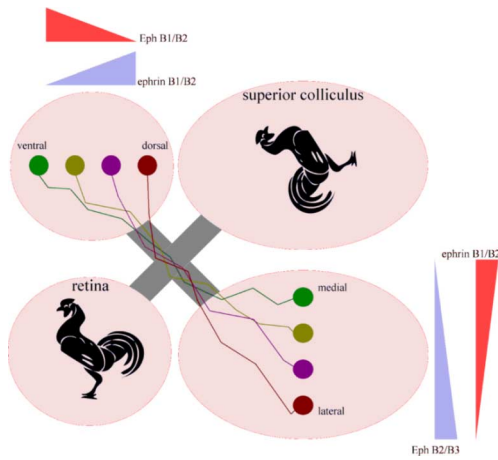 Eph B1/B2
ephrin B1/B2
superior colliculus
ventral
dorsal
retina
medial
lateral
ephrin B1/B2
Eph B2/B3